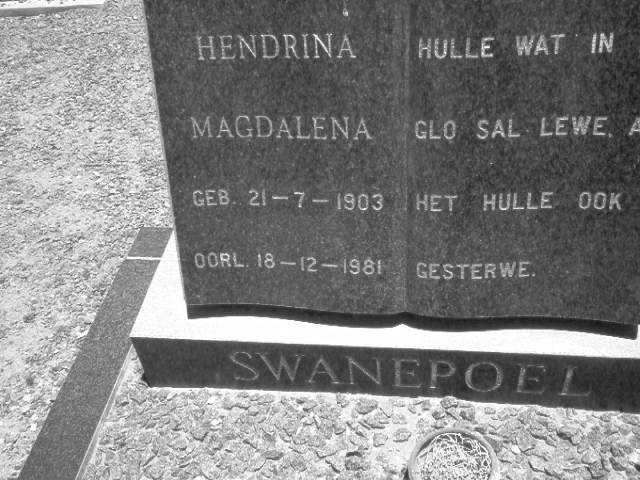 HENDRINA
MAGDALENA
GEB. 21-7-1903
OORL. 18-12-1981
HULLE WAT IN
GLO SAL LEWE,
HET HULLE OOK
GESTERWE.
SWANEPOEL